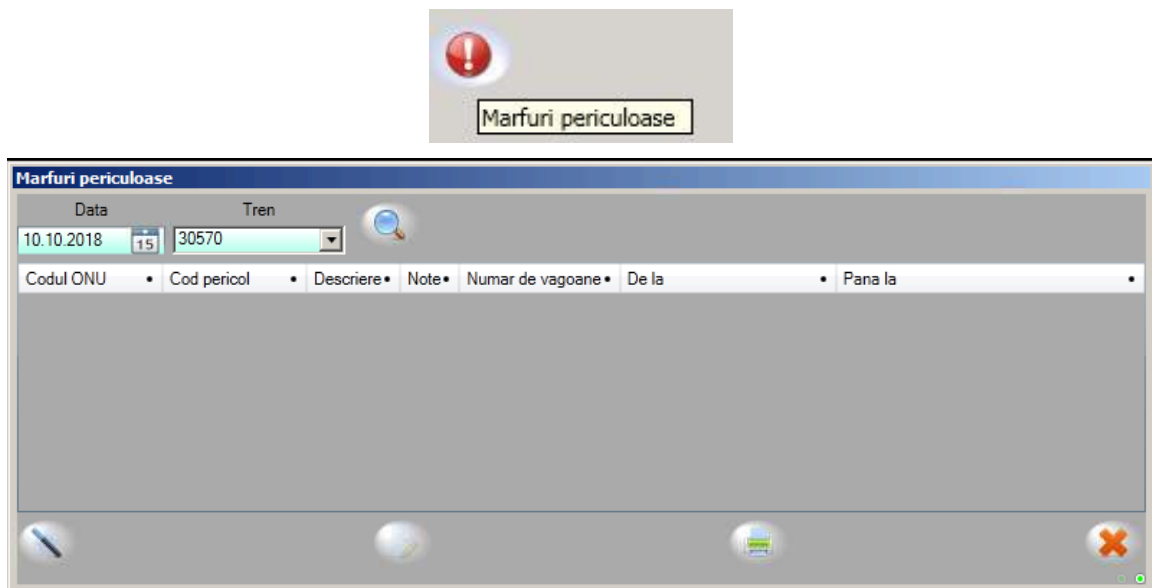 Marfuri periculoase
Marfuri periculoase
Data Tren
10.10.2018 15 30570
Codul ONU Cod pericol Descriere Note Numar de vagoane De la Pana la